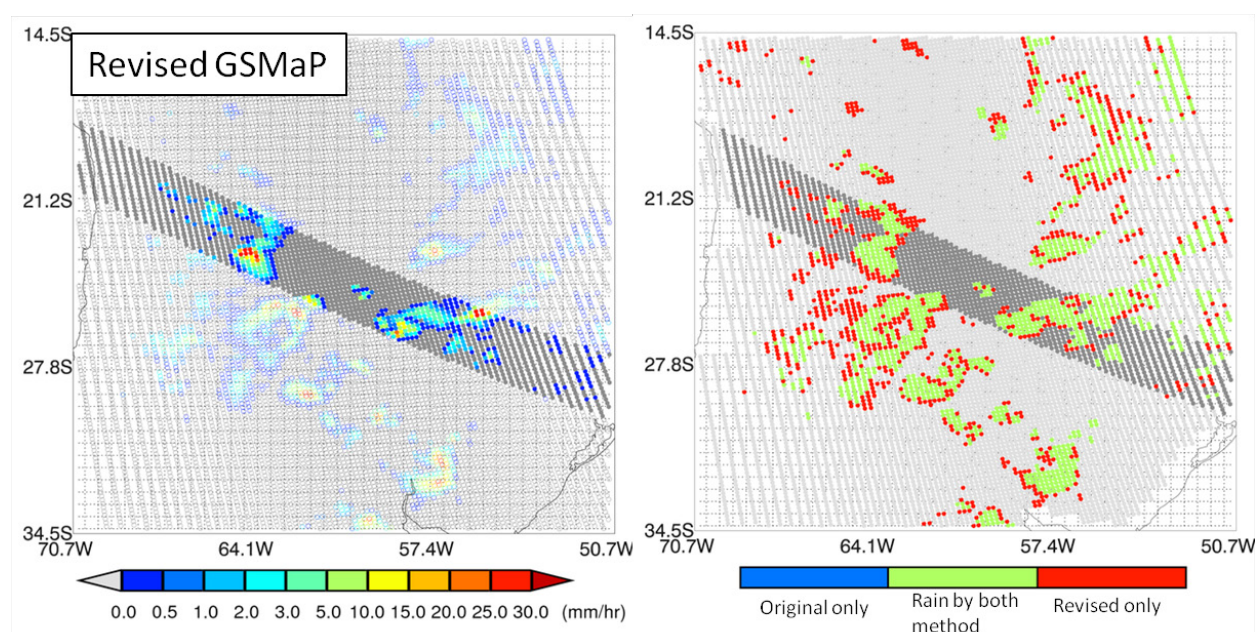 Revised GSMaP
14.5S
21.2S
27.8S
34.5S
70.7W 64.1W 57.4W 50.7W
0.0 0.5 1.0 2.0 3.0 5.0 10.0 15.0 20.0 25.0 30.0 (mm/hr)
14.5S
21.2S
27.8S
34.5S
70.7W 64.1W 57.4W 50.7W
Original only
Rain by both
method
Revised only